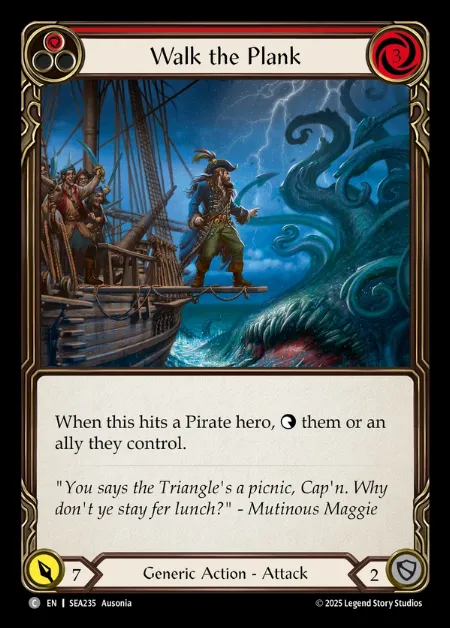 Walk the Plank
3
When this hits a Pirate hero, them or an
ally they control.
"You says the Triangle's a picnic, Cap'n. Why
don't ye stay fer lunch?" - Mutinous Maggie
7
Generic Action - Attack
2
C EN | SEA235 Ausonia
© 2025 Legend Story Studios